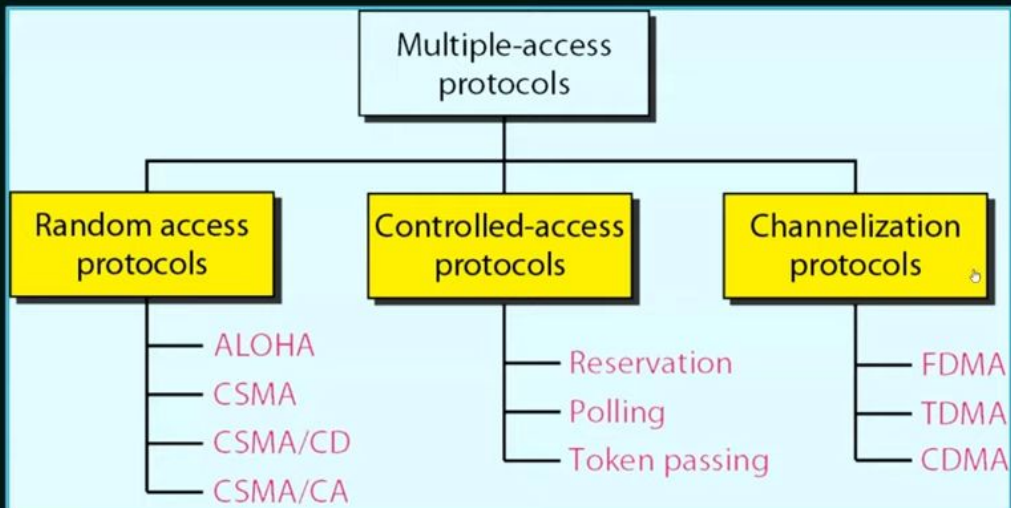 Multiple-access
protocols
Random access
protocols
ALOHA
CSMA
CSMA/CD
CSMA/CA
Controlled-access
protocols
Reservation
Polling
Token passing
Channelization
protocols
FDMA
TDMA
CDMA